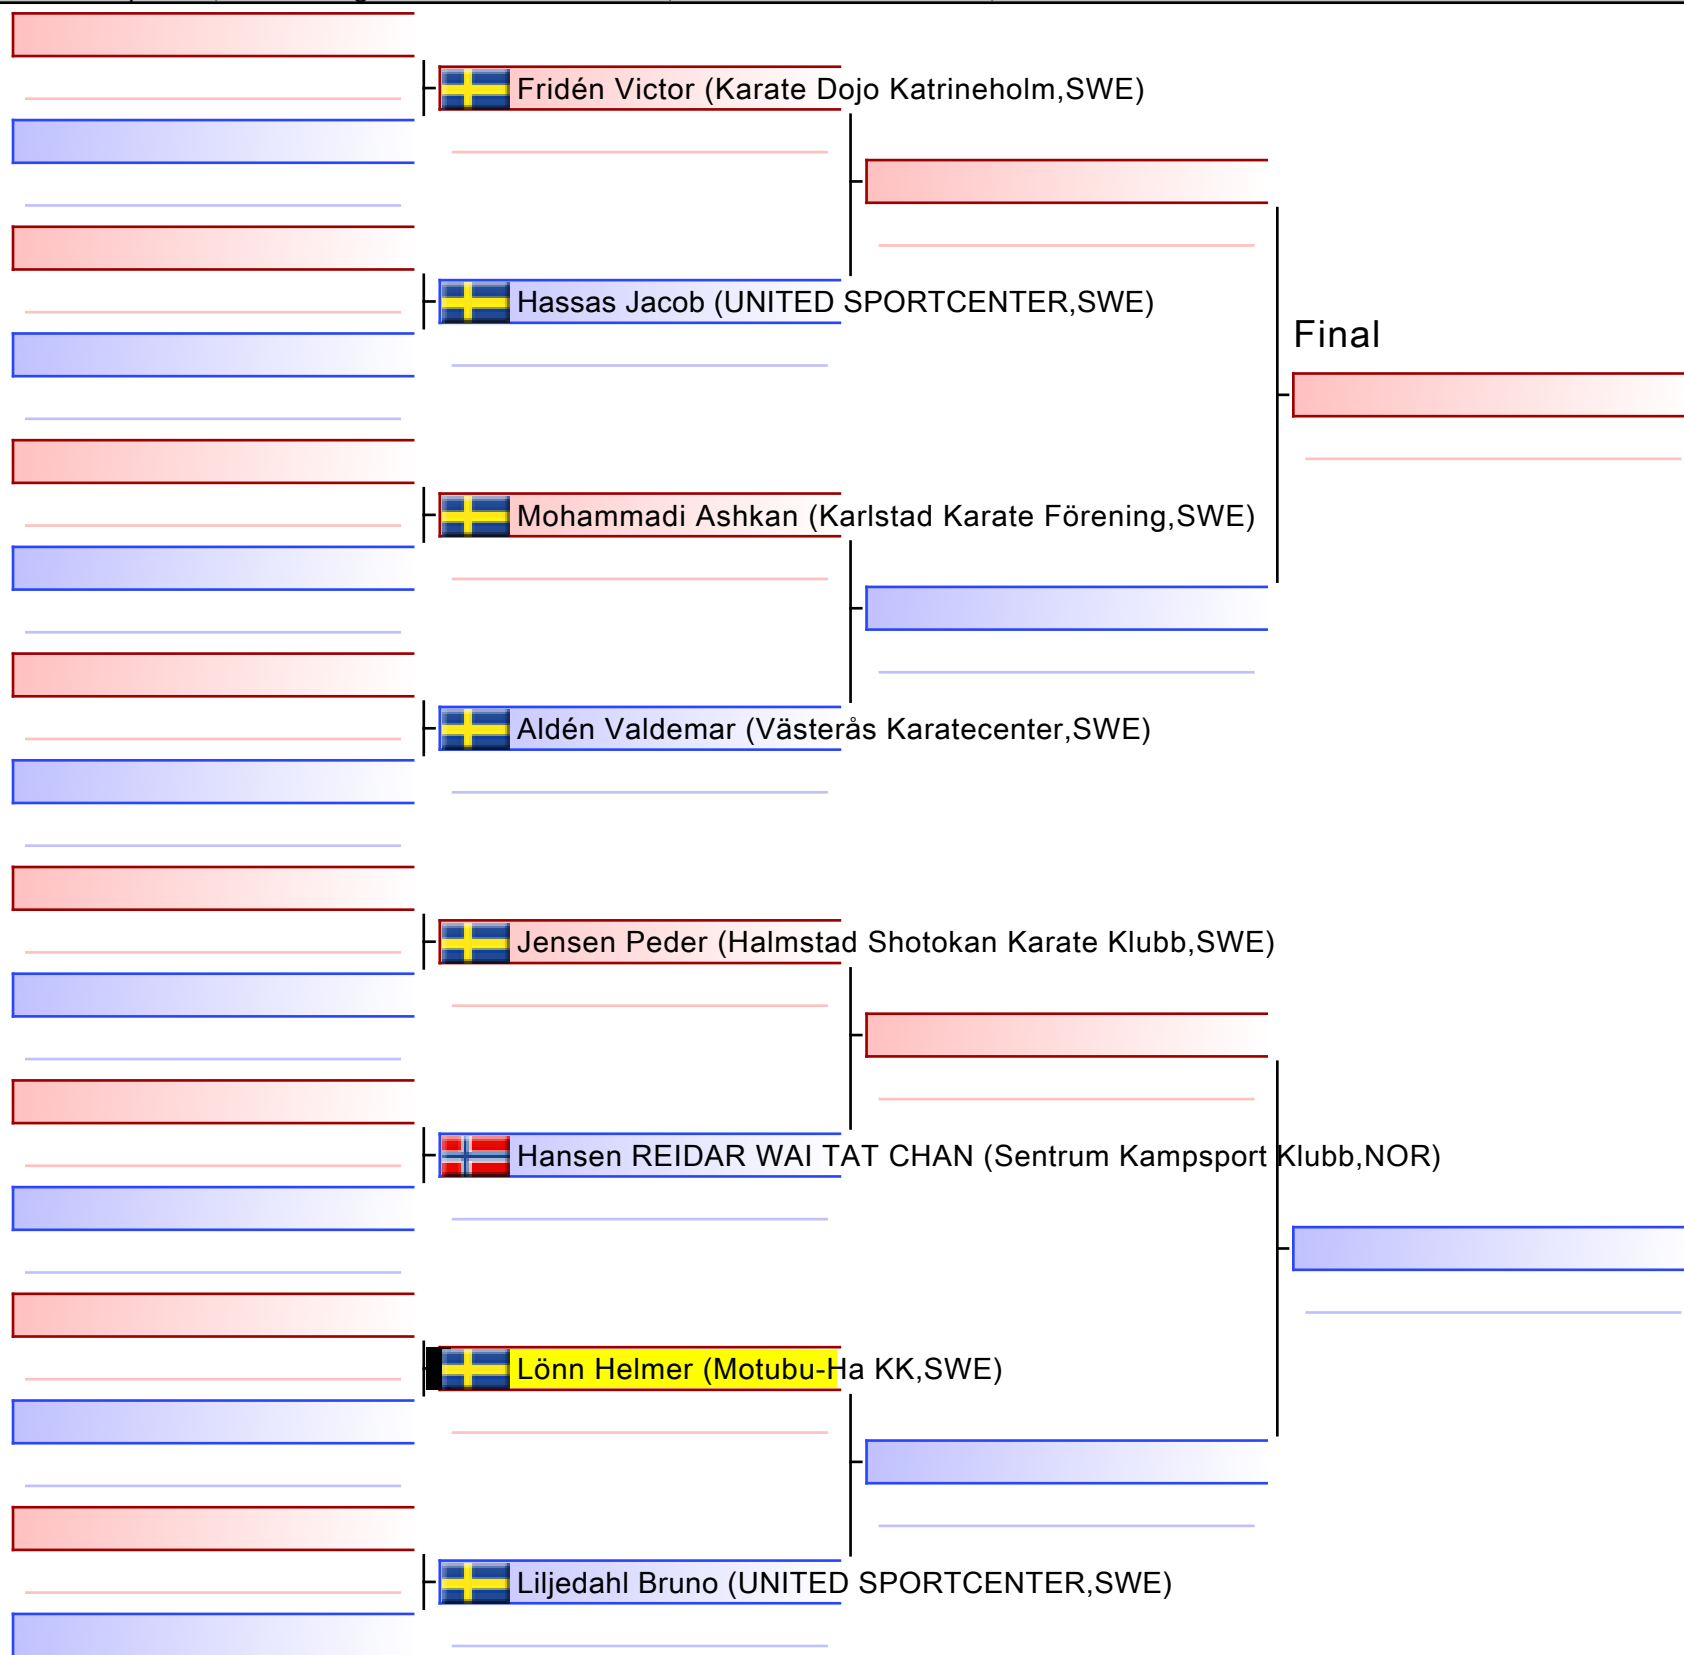 Fridén Victor (Karate Dojo Katrineholm,SWE)
Hassas Jacob (UNITED SPORTCENTER,SWE)
Final
Mohammadi Ashkan (Karlstad Karate Förening,SWE)
Aldén Valdemar (Västerås Karatecenter,SWE)
Jensen Peder (Halmstad Shotokan Karate Klubb,SWE)
Hansen REIDAR WAI TAT CHAN (Sentrum Kampsport Klubb,NOR)
Lönn Helmer (Motubu-Ha KK,SWE)
Liljedahl Bruno (UNITED SPORTCENTER,SWE)